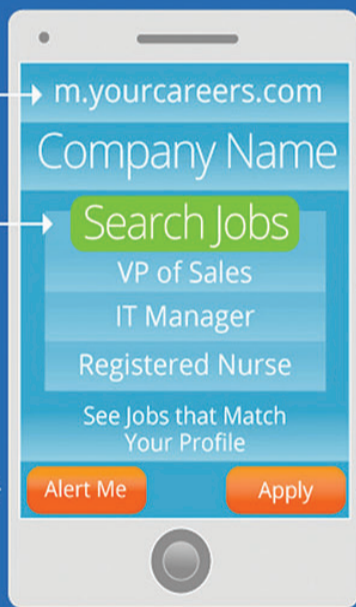 m.yourcareers.com
Company Name
Search Jobs
VP of Sales
IT Manager
Registered Nurse
See Jobs that Match
Your Profile
Alert Me
Apply